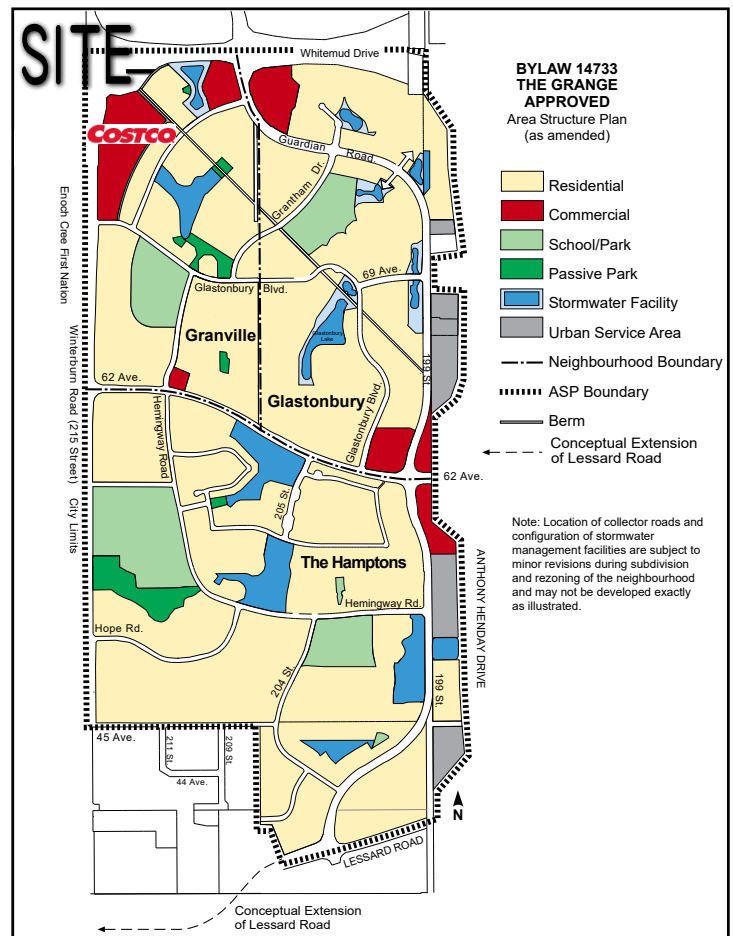 SITE
Whitemud Drive
COSTCO
Guardian Road
Grantham Dr.
69 Ave.
Glastonbury Blvd.
Enoch Cree First Nation
Granville
Glastonbury Lake
199 St.
62 Ave.
Glastonbury
Glastonbury Blvd.
Winterburn Road (215 Street) City Limits
Hemingway Road
62 Ave.
205 St.
The Hamptons
Hemingway Rd.
ANTHONY HENDAY DRIVE
Hope Rd.
204 St.
199 St.
45 Ave.
211 St.
209 St.
44 Ave.
N
LESSARD ROAD
Conceptual Extension
of Lessard Road
BYLAW 14733
THE GRANGE
APPROVED
Area Structure Plan
(as amended)
Residential
Commercial
School/Park
Passive Park
Stormwater Facility
Urban Service Area
Neighbourhood Boundary
ASP Boundary
Berm
Conceptual Extension
of Lessard Road
Note: Location of collector roads and
configuration of stormwater
management facilities are subject to
minor revisions during subdivision
and rezoning of the neighbourhood
and may not be developed exactly
as illustrated.